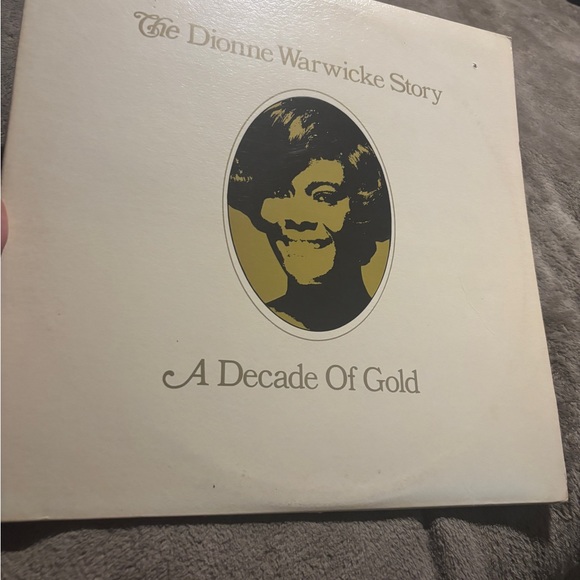 The Dionne Warwicke Story
A Decade Of Gold